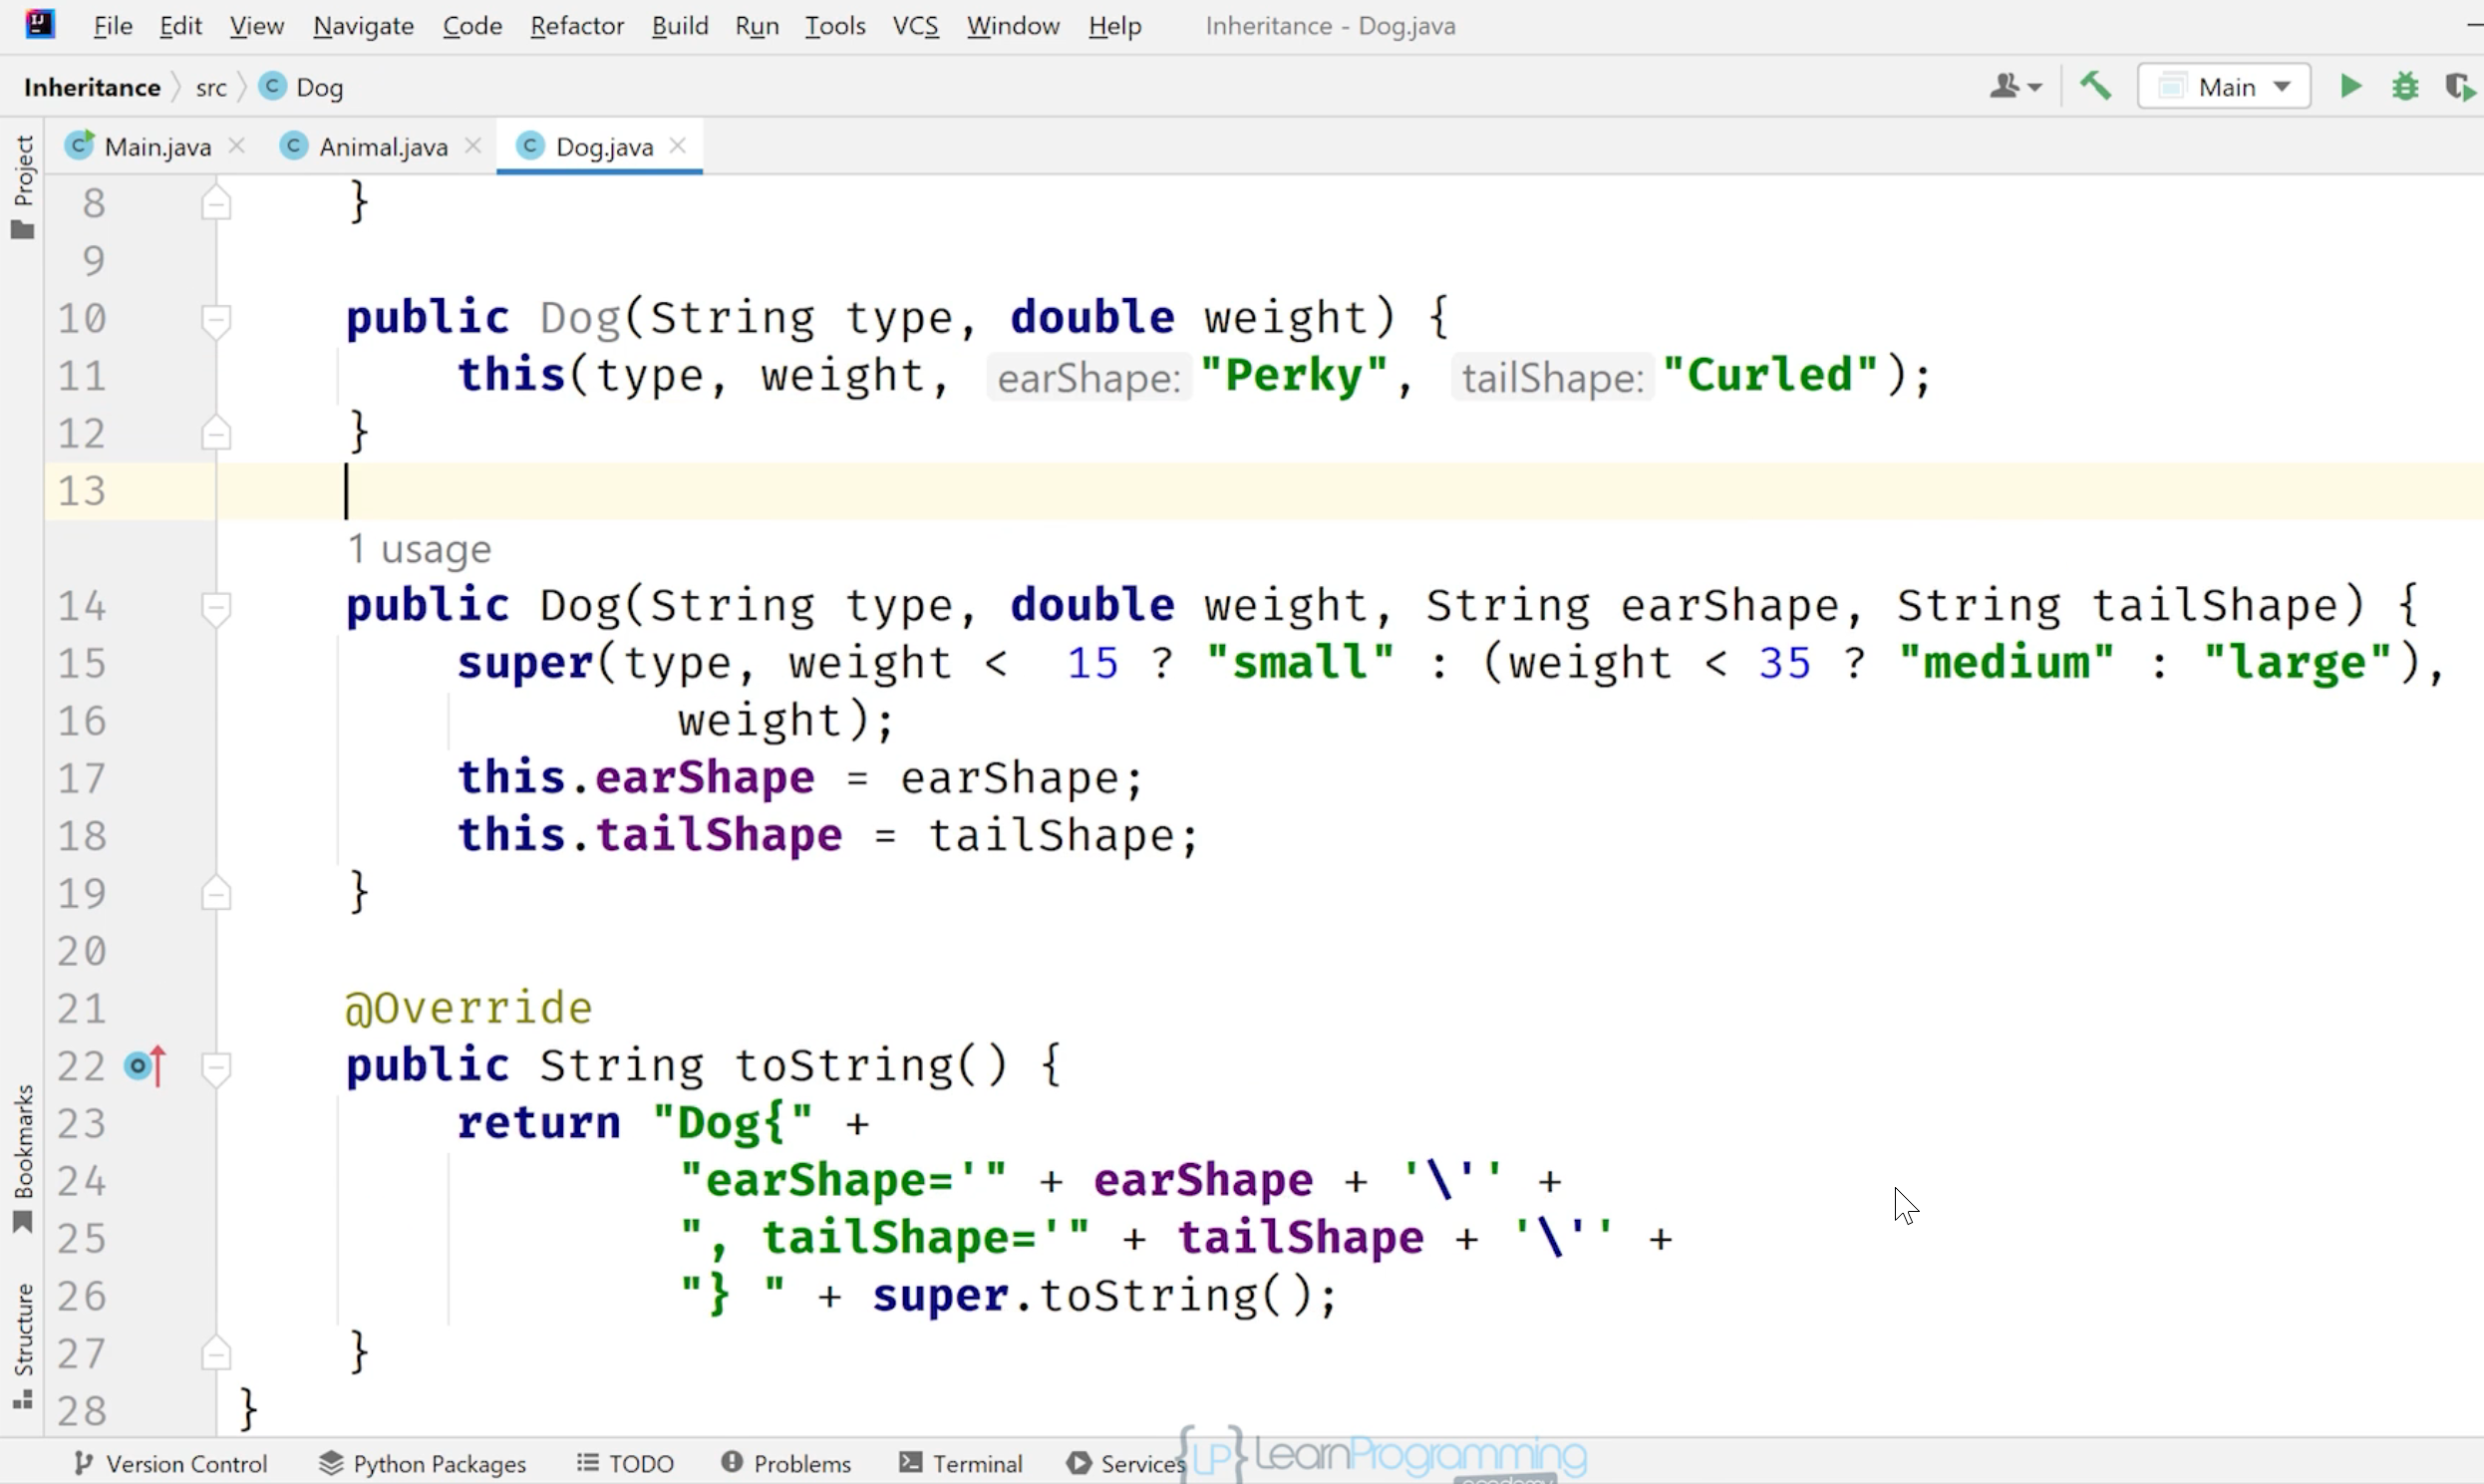 File Edit View Navigate Code Refactor Build Run Tools VCS Window Help Inheritance - Dog.java
Inheritance src Dog Main
Main.java Animal.java Dog.java
Project
8 }
9
10 public Dog(String type, double weight) {
11 this(type, weight, earShape: "Perky", tailShape: "Curled");
12 }
13
1 usage
14 public Dog(String type, double weight, String earShape, String tailShape) {
15 super(type, weight <  15 ? "small" : (weight < 35 ? "medium" : "large"),
16 weight);
17 this.earShape = earShape;
18 this.tailShape = tailShape;
19 }
20
21 @Override
22 public String toString() {
23 return "Dog{" +
24 "earShape='" + earShape + '\'' +
25 ", tailShape='" + tailShape + '\'' +
26 "} " + super.toString();
27 }
28 }
Bookmarks
Structure
Version Control Python Packages TODO Problems Terminal Services
{LP} LearnProgramming
academy